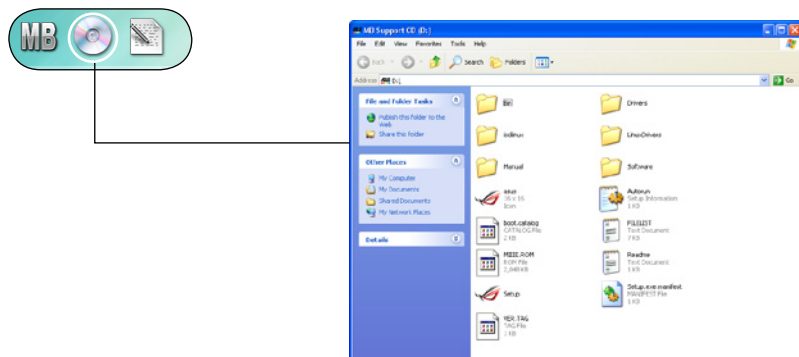 MB
MB Support CD (D:)
File Edit View Favorites Tools Help
Back Search Folders
Address D:\ Go
File and Folder Tasks
Publish this folder to the Web
Share this folder
Other Places
My Computer
My Documents
Shared Documents
My Network Places
Details
Bin
Drivers
isolinux
LinuxDrivers
Manual
Software
asus
16 x 16
Icon
Autorun
Setup Information
1 KB
boot.catalog
CATALOG File
2 KB
FILELIST
Text Document
7 KB
ROM File
2,048 KB
Readme
Text Document
1 KB
Setup
Setup.exe.manifest
MANIFEST File
1 KB
VER.TAG
TAG File
1 KB